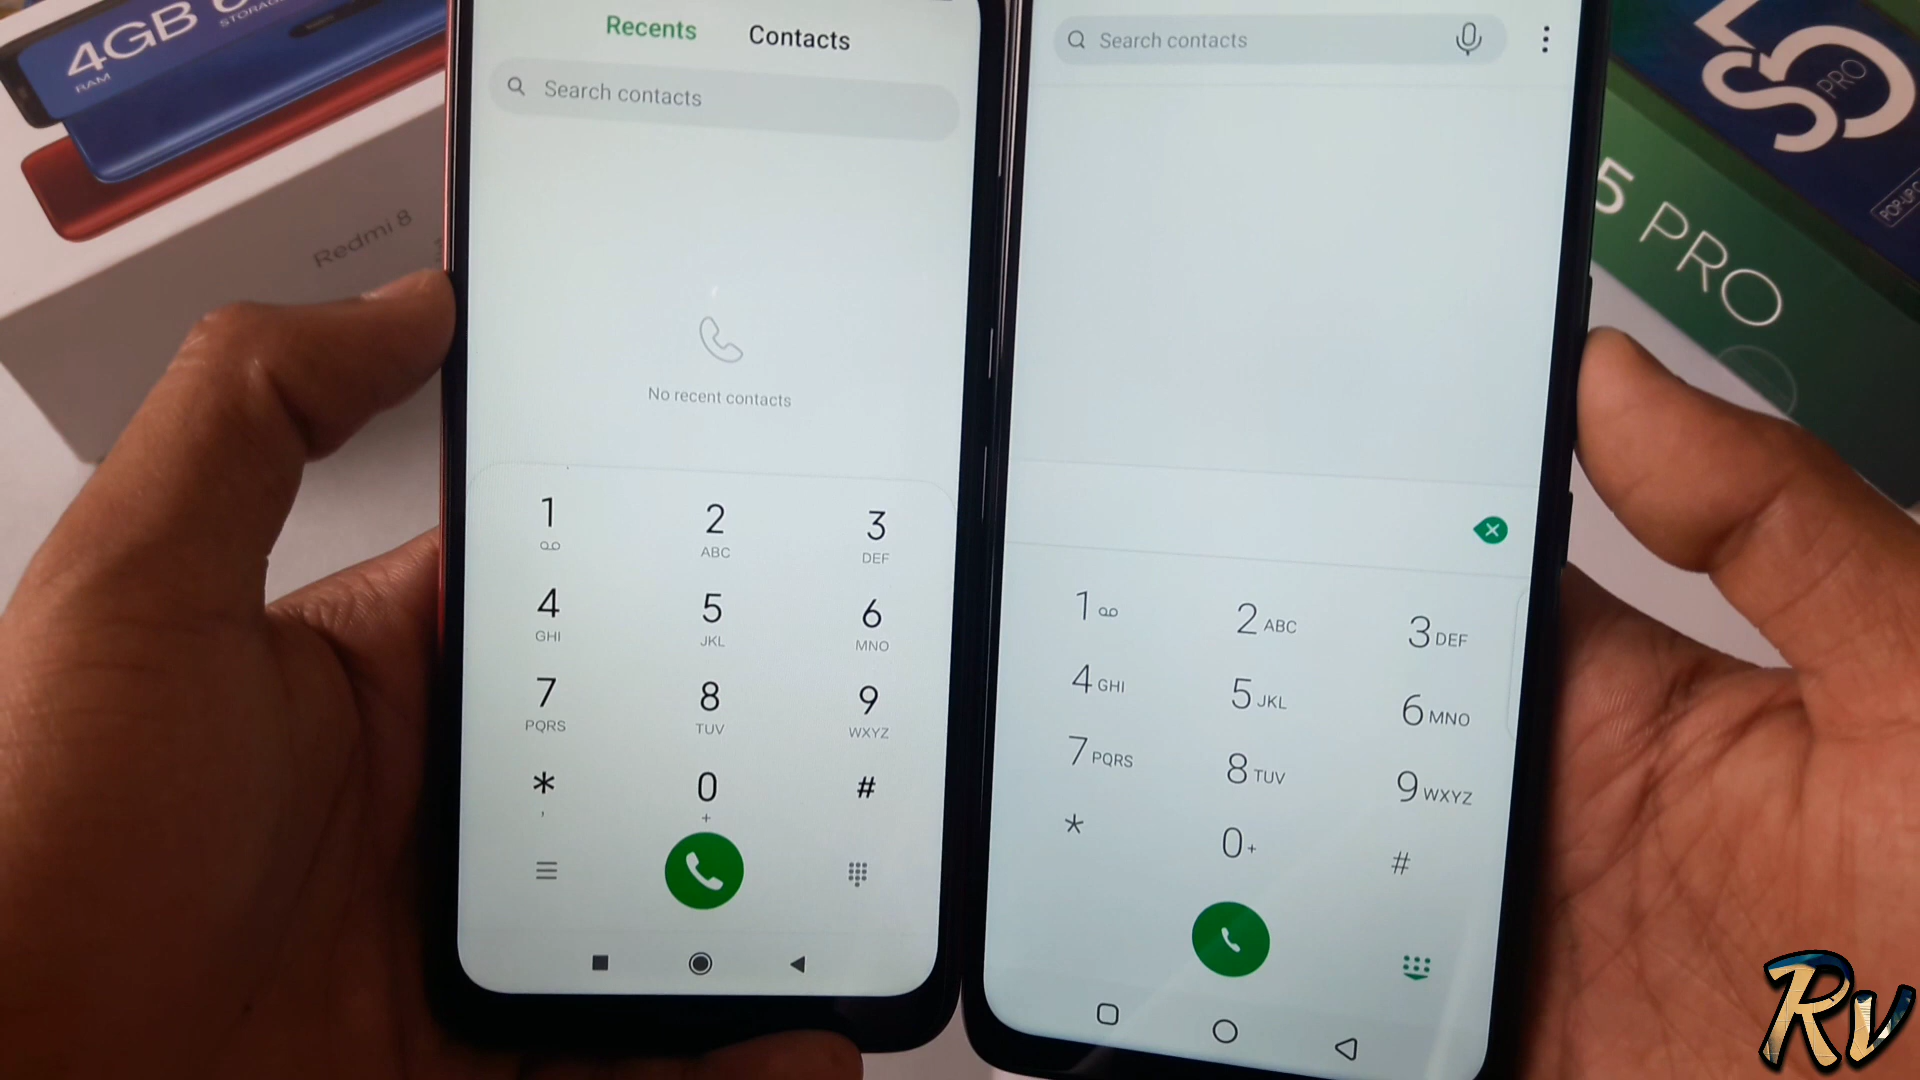 4GB
RAM
STORAGE
Redmi 8
Recents
Contacts
Search contacts
No recent contacts
1
2
ABC
3
DEF
4
GHI
5
JKL
6
MNO
7
PQRS
8
TUV
9
WXYZ
*
,
0
+
#
Search contacts
1
2 ABC
3 DEF
4 GHI
5 JKL
6 MNO
7 PQRS
8 TUV
9 WXYZ
*
0 +
#
S5
PRO
5 PRO
Rv